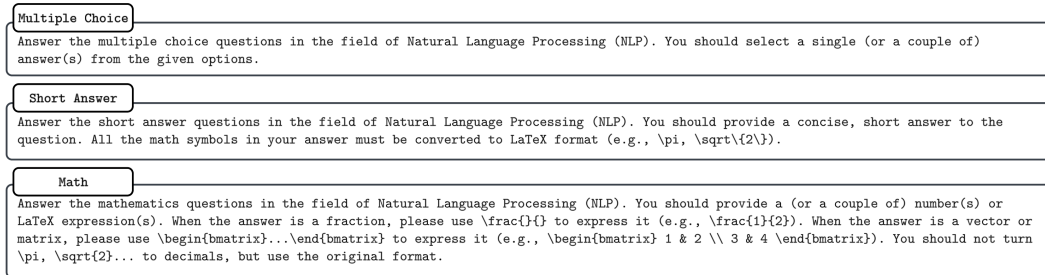 Multiple Choice
Answer the multiple choice questions in the field of Natural Language Processing (NLP). You should select a single (or a couple of)
answer(s) from the given options.
Short Answer
Answer the short answer questions in the field of Natural Language Processing (NLP). You should provide a concise, short answer to the
question. All the math symbols in your answer must be converted to LaTeX format (e.g., \pi, \sqrt\{2\}).
Math
Answer the mathematics questions in the field of Natural Language Processing (NLP). You should provide a (or a couple of) number(s) or
LaTeX expression(s). When the answer is a fraction, please use \frac{}{} to express it (e.g., \frac{1}{2}). When the answer is a vector or
matrix, please use \begin{bmatrix}...\end{bmatrix} to express it (e.g., \begin{bmatrix} 1 & 2 \\ 3 & 4 \end{bmatrix}). You should not turn
\pi, \sqrt{2}... to decimals, but use the original format.